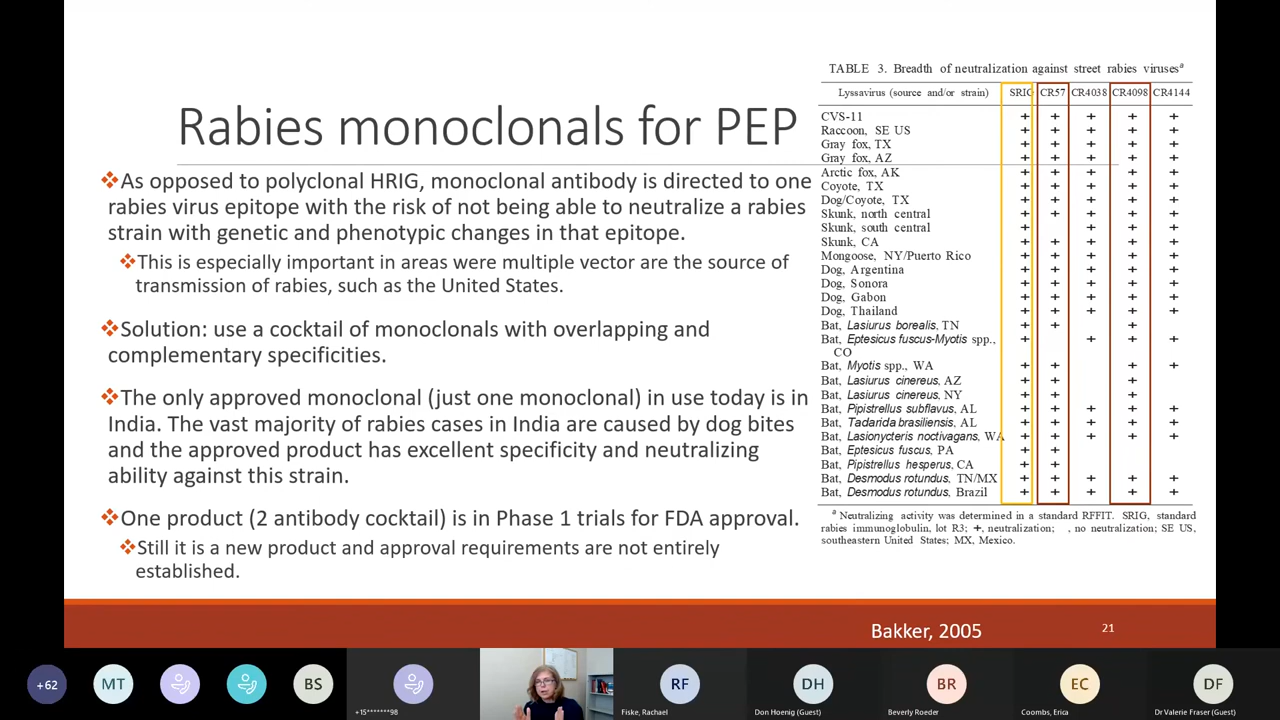 Rabies monoclonals for PEP
❖As opposed to polyclonal HRIG, monoclonal antibody is directed to one
rabies virus epitope with the risk of not being able to neutralize a rabies
strain with genetic and phenotypic changes in that epitope.
❖This is especially important in areas were multiple vector are the source of
transmission of rabies, such as the United States.
❖Solution: use a cocktail of monoclonals with overlapping and
complementary specificities.
❖The only approved monoclonal (just one monoclonal) in use today is in
India. The vast majority of rabies cases in India are caused by dog bites
and the approved product has excellent specificity and neutralizing
ability against this strain.
❖One product (2 antibody cocktail) is in Phase 1 trials for FDA approval.
❖Still it is a new product and approval requirements are not entirely
established.
TABLE 3. Breadth of neutralization against street rabies viruses^a
Lyssavirus (source and/or strain) SRIG CR57 CR4038 CR4098 CR4144
CVS-11 + + + + +
Raccoon, SE US + + + + +
Gray fox, TX + + + + +
Gray fox, AZ + + + + +
Arctic fox, AK + + + + +
Coyote, TX + + + + +
Dog/Coyote, TX + + + + +
Skunk, north central + + + + +
Skunk, south central + + + +
Skunk, CA + + + + +
Mongoose, NY/Puerto Rico + + + + +
Dog, Argentina + + + + +
Dog, Sonora + + + + +
Dog, Gabon + + + + +
Dog, Thailand + + + + +
Bat, Lasiurus borealis, TN + + +
Bat, Eptesicus fuscus-Myotis spp., + + + +
CO
Bat, Myotis spp., WA + + + +
Bat, Lasiurus cinereus, AZ + + +
Bat, Lasiurus cinereus, NY + + +
Bat, Pipistrellus subflavus, AL + + + + +
Bat, Tadarida brasiliensis, AL + + + + +
Bat, Lasionycteris noctivagans, WA + + + + +
Bat, Eptesicus fuscus, PA + +
Bat, Pipistrellus hesperus, CA + +
Bat, Desmodus rotundus, TN/MX + + + + +
Bat, Desmodus rotundus, Brazil + + + + +
^a Neutralizing activity was determined in a standard RFFIT. SRIG, standard
rabies immunoglobulin, lot R3; +, neutralization; , no neutralization; SE US,
southeastern United States; MX, Mexico.
Bakker, 2005
21
+62
MT
BS
RF
DH
BR
EC
DF
+15*******98
Fiske, Rachael
Don Hoenig (Guest)
Beverly Roeder
Coombs, Erica
Dr Valerie Fraser (Guest)